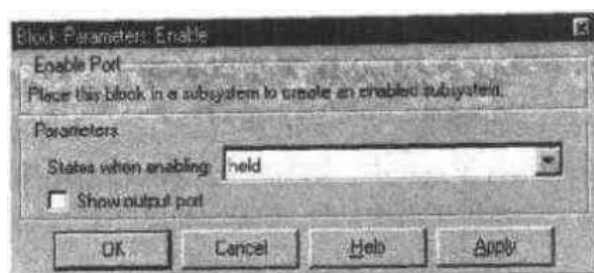 Block Parameters: Enable
Enable Port
Place this block in a subsystem to create an enabled subsystem.
Parameters
States when enabling: held
Show output port
OK Cancel Help Apply